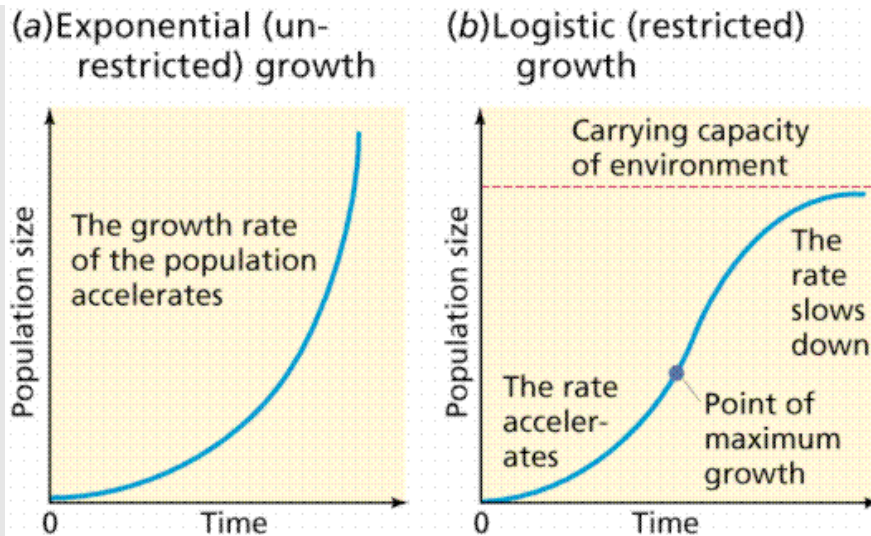 (a)Exponential (un-
restricted) growth
Population size
The growth rate
of the population
accelerates
0
Time
(b)Logistic (restricted)
growth
Population size
Carrying capacity
of environment
The
rate
slows
down
The rate
acceler-
ates
Point of
maximum
growth
0
Time